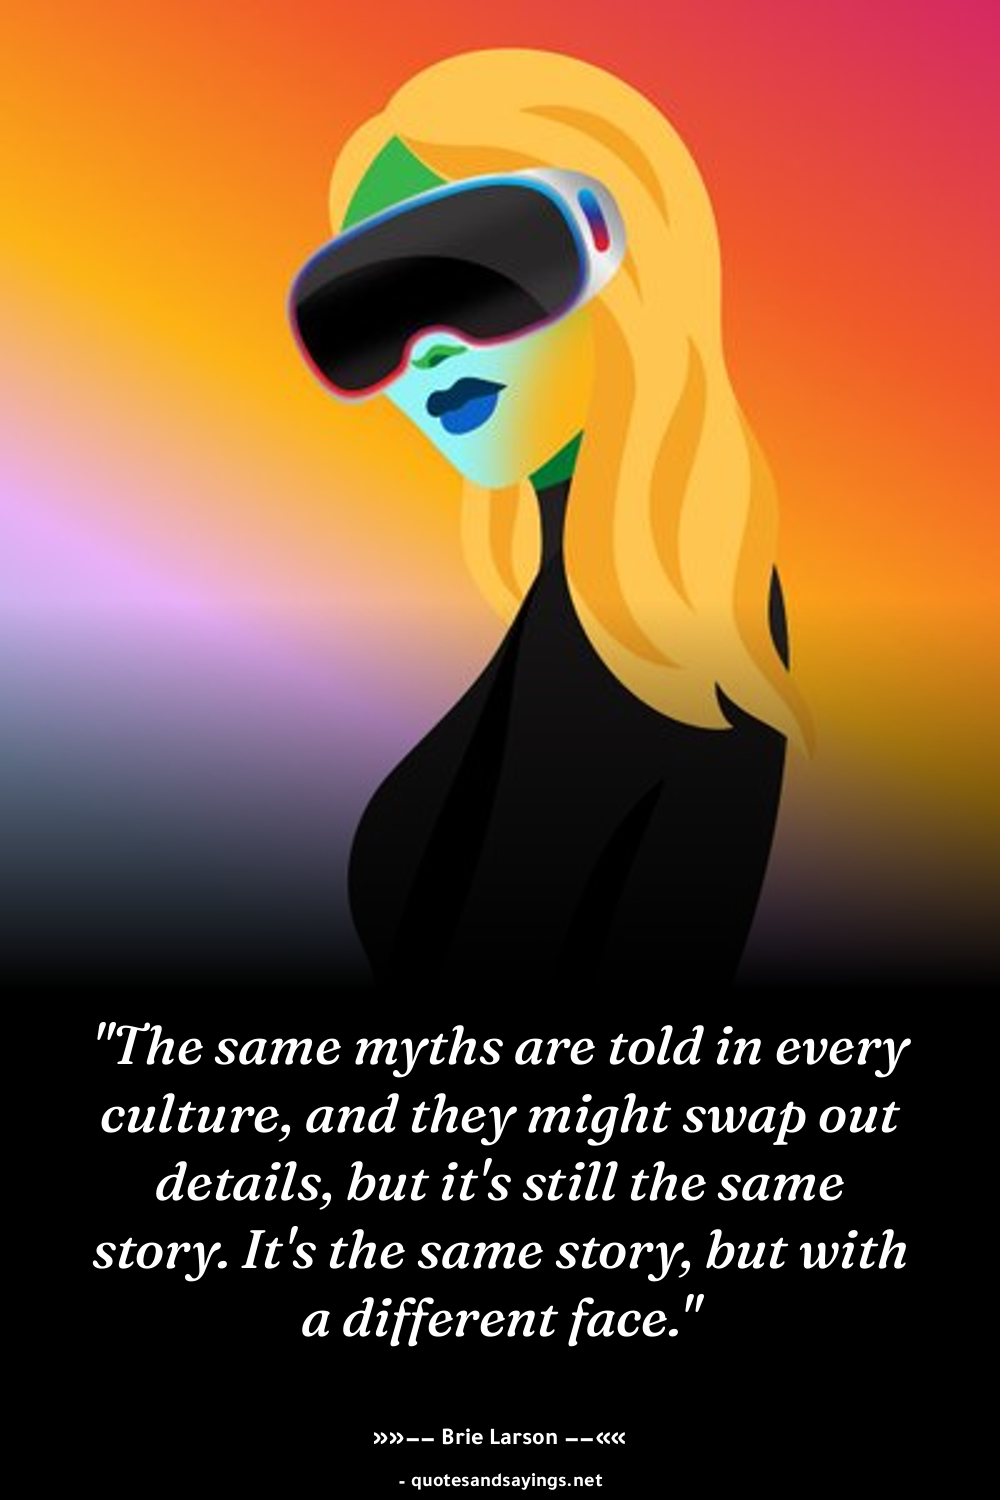 "The same myths are told in every
culture, and they might swap out
details, but it's still the same
story. It's the same story, but with
a different face."
»»−− Brie Larson −−««
- quotesandsayings.net